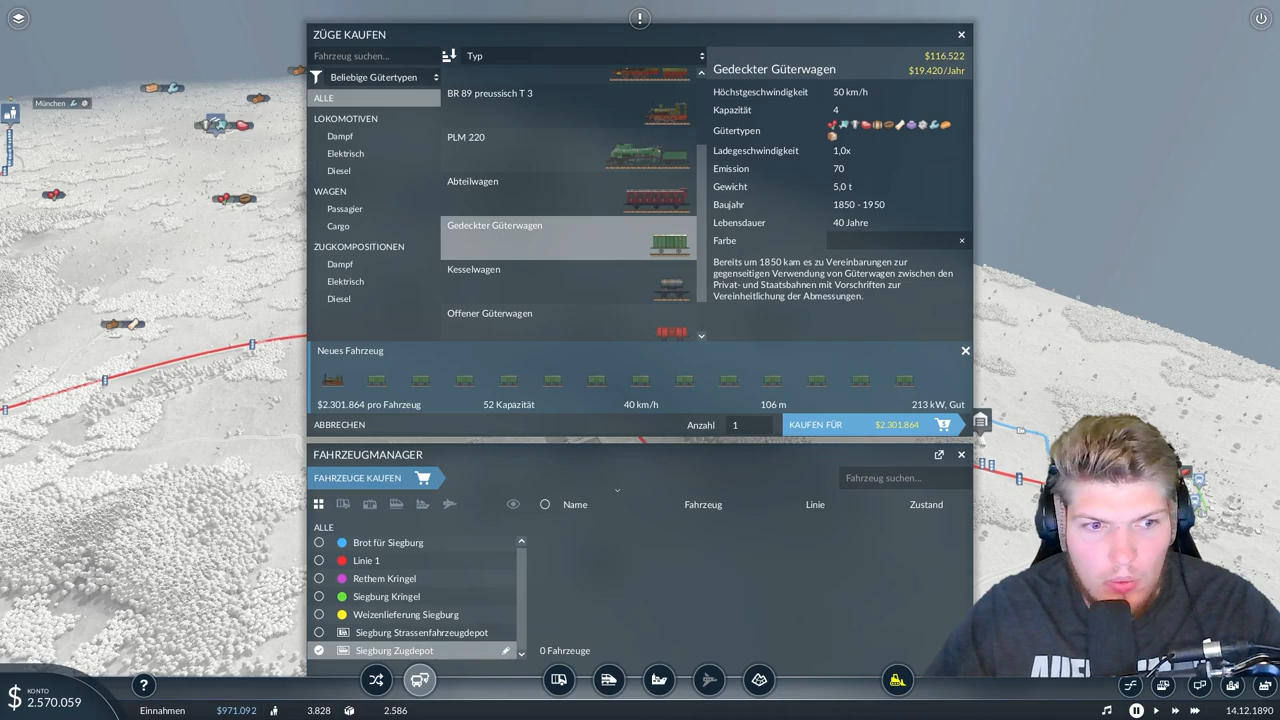 ZÜGE KAUFEN
Fahrzeug suchen...
Typ
Beliebige Gütertypen
ALLE
LOKOMOTIVEN
Dampf
Elektrisch
Diesel
WAGEN
Passagier
Cargo
ZUGKOMPOSITIONEN
Dampf
Elektrisch
Diesel
BR 89 preussisch T 3
PLM 220
Abteilwagen
Gedeckter Güterwagen
Kesselwagen
Offener Güterwagen
$116.522
Gedeckter Güterwagen
$19.420/Jahr
Höchstgeschwindigkeit 50 km/h
Kapazität 4
Gütertypen
Ladegeschwindigkeit 1,0x
Emission 70
Gewicht 5,0 t
Baujahr 1850 - 1950
Lebensdauer 40 Jahre
Farbe
Bereits um 1850 kam es zu Vereinbarungen zur
gegenseitigen Verwendung von Güterwagen zwischen den
Privat- und Staatsbahnen mit Vorschriften zur
Vereinheitlichung der Abmessungen.
Neues Fahrzeug
$2.301.864 pro Fahrzeug 52 Kapazität 40 km/h 106 m 213 kW, Gut
ABBRECHEN Anzahl 1 KAUFEN FÜR $2.301.864
FAHRZEUGMANAGER
FAHRZEUGE KAUFEN
Fahrzeug suchen...
Name Fahrzeug Linie Zustand
ALLE
Brot für Siegburg
Linie 1
Rethem Kringel
Siegburg Kringel
Weizenlieferung Siegburg
Siegburg Strassenfahrzeugdepot
Siegburg Zugdepot
0 Fahrzeuge
München
$ KONTO
2.570.059
?
Einnahmen $971.092 3.828 2.586
14.12.1890